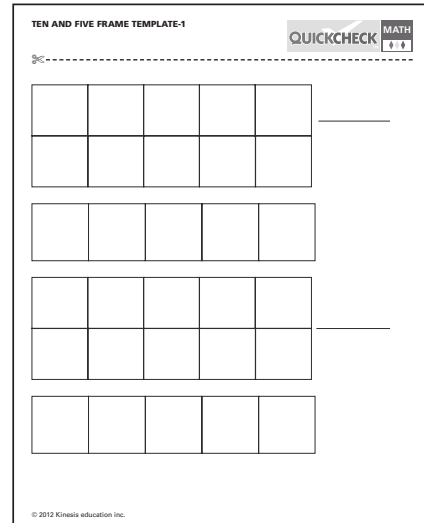 TEN AND FIVE FRAME TEMPLATE-1
QUICKCHECK MATH
© 2012 Kinesis education inc.